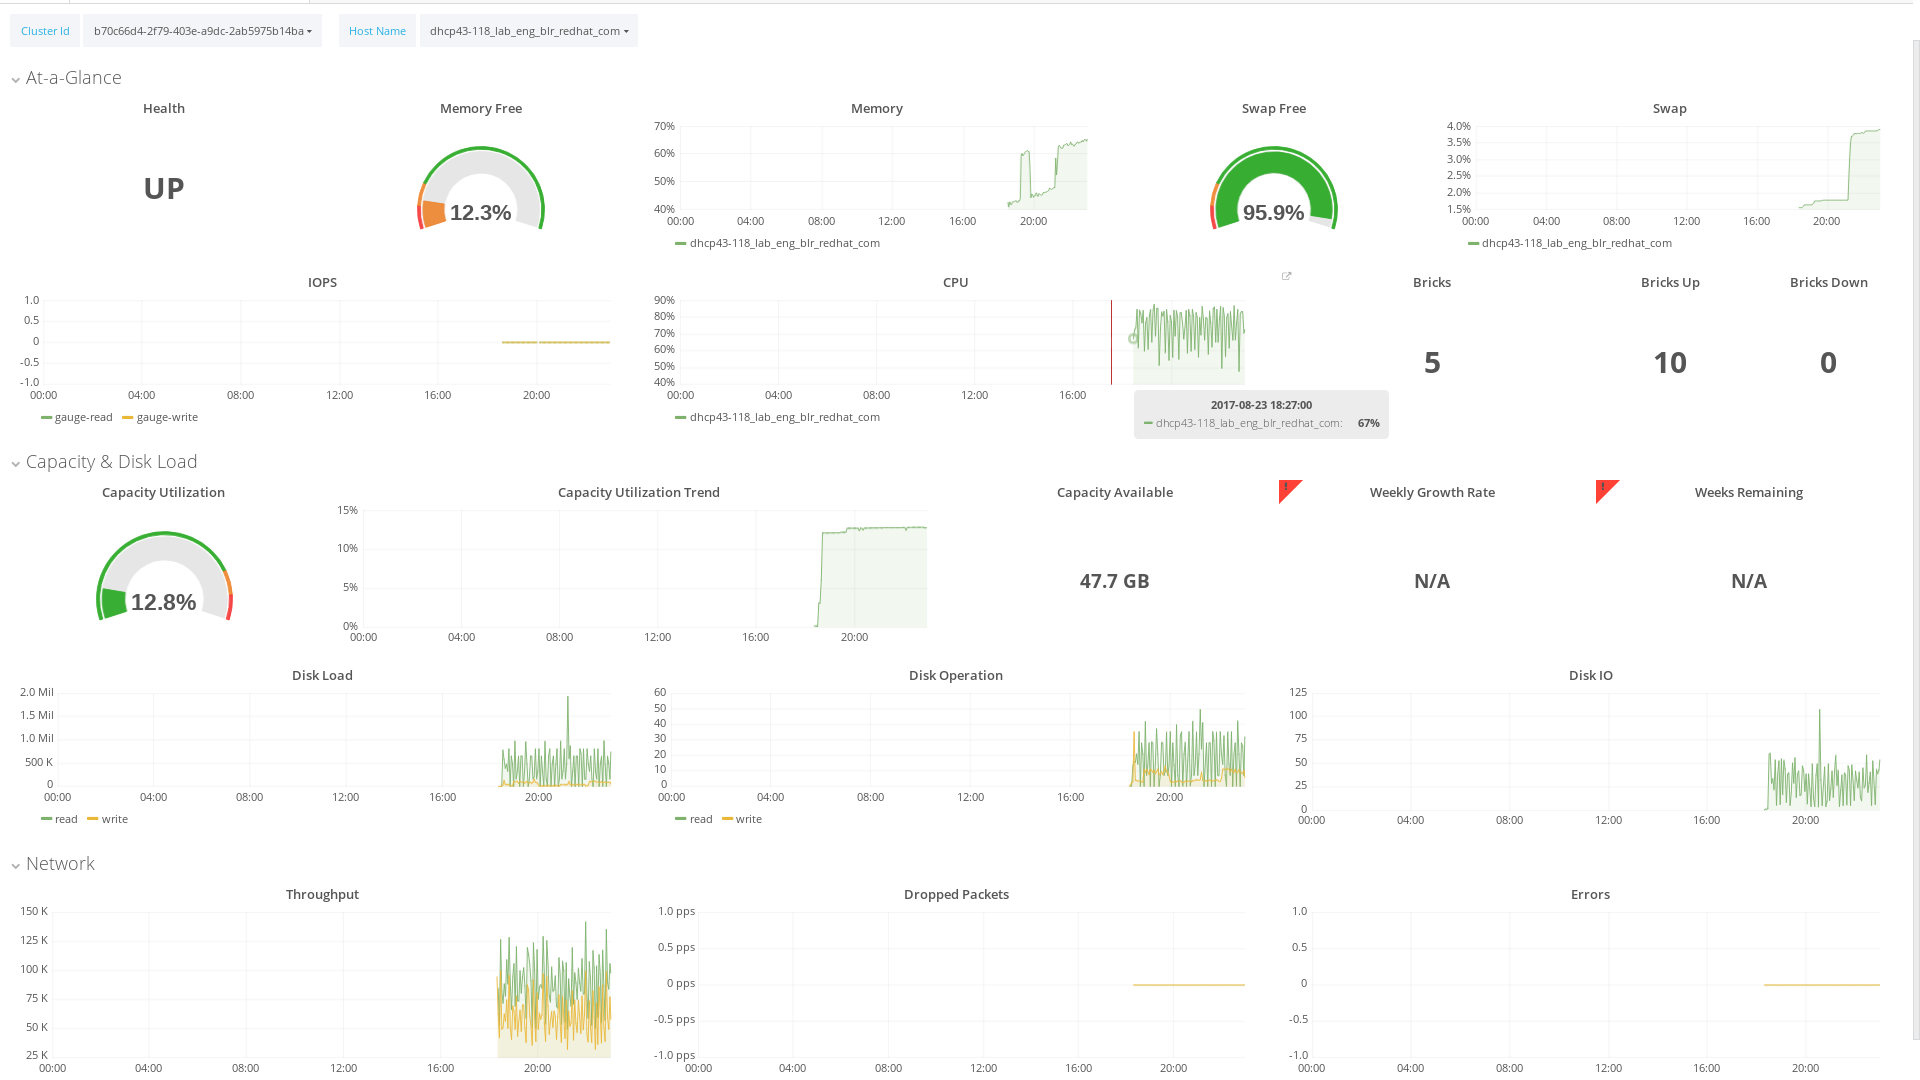 Cluster Id b70c66d4-2f79-403e-a9dc-2ab5975b14ba Host Name dhcp43-118_lab_eng_blr_redhat_com
At-a-Glance
Health
UP
Memory Free
12.3%
Memory
70%
60%
50%
40%
00:00 04:00 08:00 12:00 16:00 20:00
dhcp43-118_lab_eng_blr_redhat_com
Swap Free
95.9%
Swap
4.0%
3.5%
3.0%
2.5%
2.0%
1.5%
00:00 04:00 08:00 12:00 16:00 20:00
dhcp43-118_lab_eng_blr_redhat_com
IOPS
1.0
0.5
0
-0.5
-1.0
00:00 04:00 08:00 12:00 16:00 20:00
gauge-read gauge-write
CPU
90%
80%
70%
60%
50%
40%
00:00 04:00 08:00 12:00 16:00
dhcp43-118_lab_eng_blr_redhat_com
2017-08-23 18:27:00
dhcp43-118_lab_eng_blr_redhat_com: 67%
Bricks
5
Bricks Up
10
Bricks Down
0
Capacity & Disk Load
Capacity Utilization
12.8%
Capacity Utilization Trend
15%
10%
5%
0%
00:00 04:00 08:00 12:00 16:00 20:00
Capacity Available
47.7 GB
!
Weekly Growth Rate
N/A
!
Weeks Remaining
N/A
Disk Load
2.0 Mil
1.5 Mil
1.0 Mil
500 K
0
00:00 04:00 08:00 12:00 16:00 20:00
read write
Disk Operation
60
50
40
30
20
10
0
00:00 04:00 08:00 12:00 16:00 20:00
read write
Disk IO
125
100
75
50
25
0
00:00 04:00 08:00 12:00 16:00 20:00
Network
Throughput
150 K
125 K
100 K
75 K
50 K
25 K
00:00 04:00 08:00 12:00 16:00 20:00
Dropped Packets
1.0 pps
0.5 pps
0 pps
-0.5 pps
-1.0 pps
00:00 04:00 08:00 12:00 16:00 20:00
Errors
1.0
0.5
0
-0.5
-1.0
00:00 04:00 08:00 12:00 16:00 20:00